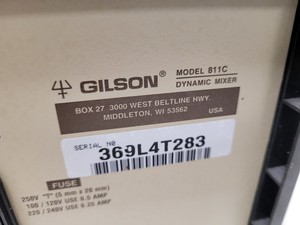 GILSON® MODEL 811C
DYNAMIC MIXER
BOX 27 3000 WEST BELTLINE HWY.
MIDDLETON, WI 53562 USA
SERIAL NO.
369L4T283
FUSE
250V "T" (5 mm x 20 mm)
100 / 120V USE 0.5 AMP
220 / 240V USE 0.25 AMP